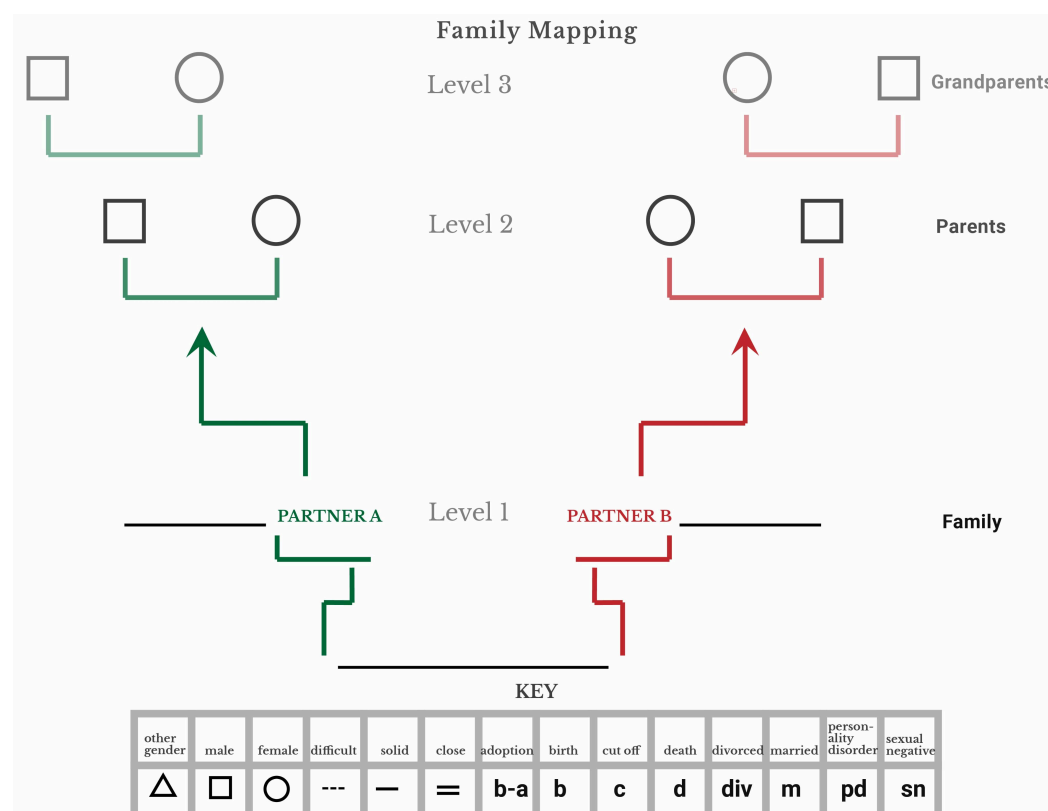 Family Mapping
Level 3
Grandparents
Level 2
Parents
PARTNER A
Level 1
PARTNER B
Family
KEY
other
gender
male
female
difficult
solid
close
adoption
birth
cut off
death
divorced
married
person-
ality
disorder
sexual
negative
---
b-a
b
c
d
div
m
pd
sn